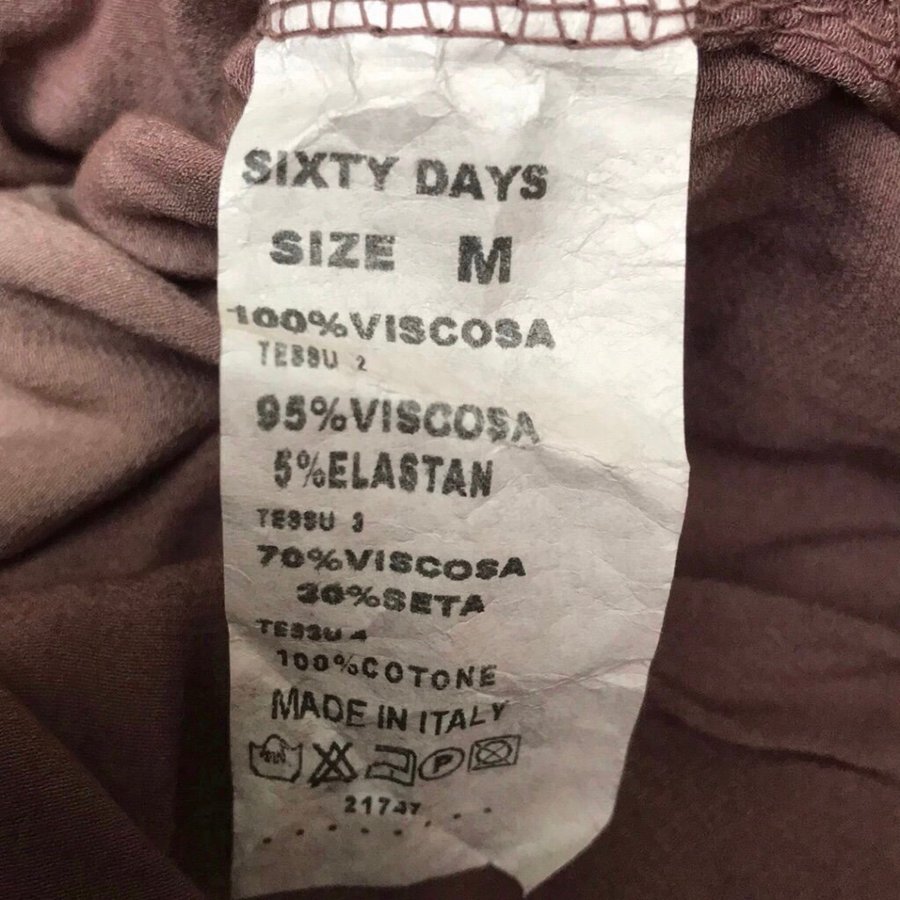 SIXTY DAYS
SIZE M
100%VISCOSA
TESSU 2
95%VISCOSA
5%ELASTAN
TESSU 3
70%VISCOSA
30%SETA
TESSU 4
100%COTONE
MADE IN ITALY
P
21747